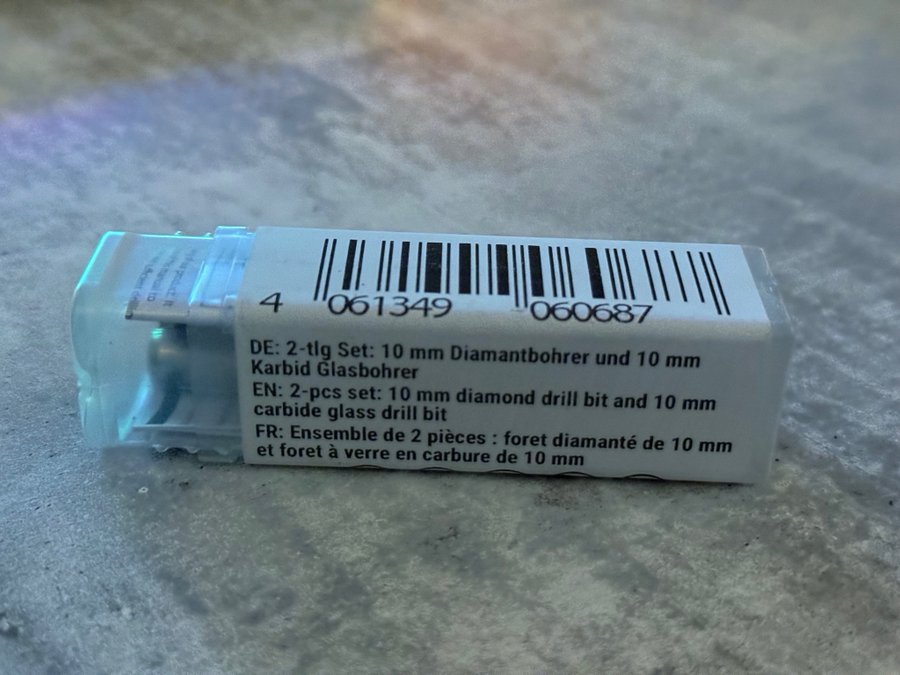 4 061349 060687
DE: 2-tlg Set: 10 mm Diamantbohrer und 10 mm
Karbid Glasbohrer
EN: 2-pcs set: 10 mm diamond drill bit and 10 mm
carbide glass drill bit
FR: Ensemble de 2 pièces : foret diamanté de 10 mm
et foret à verre en carbure de 10 mm